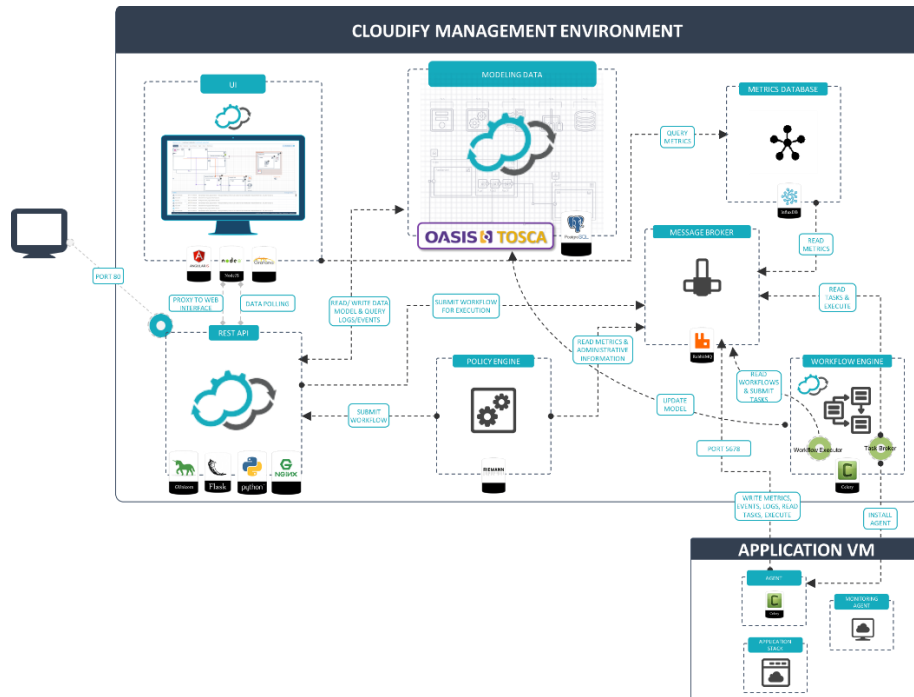 CLOUDIFY MANAGEMENT ENVIRONMENT
UI
MODELING DATA
METRICS DATABASE
QUERY
METRICS
InfluxDB
OASIS TOSCA
PostgreSQL
MESSAGE BROKER
READ
METRICS
ANGULARJS
node
NodeJS
Grafana
PORT 80
PROXY TO WEB
INTERFACE
DATA POLLING
READ/ WRITE DATA
MODEL & QUERY
LOGS/EVENTS
SUBMIT WORKFLOW
FOR EXECUTION
READ
TASKS &
EXECUTE
REST API
READ METRICS &
ADMINISTRATIVE
INFORMATION
RabbitMQ
POLICY ENGINE
WORKFLOW ENGINE
READ
WORKFLOWS
& SUBMIT
TASKS
SUBMIT
WORKFLOW
UPDATE
MODEL
PORT 5678
Workflow Executor
Task Broker
GUnicorn
Flask
python
NGINX
RIEMANN
Celery
WRITE METRICS,
EVENTS, LOGS, READ
TASKS, EXECUTE
INSTALL
AGENT
APPLICATION VM
AGENT
Celery
MONITORING
AGENT
APPLICATION
STACK